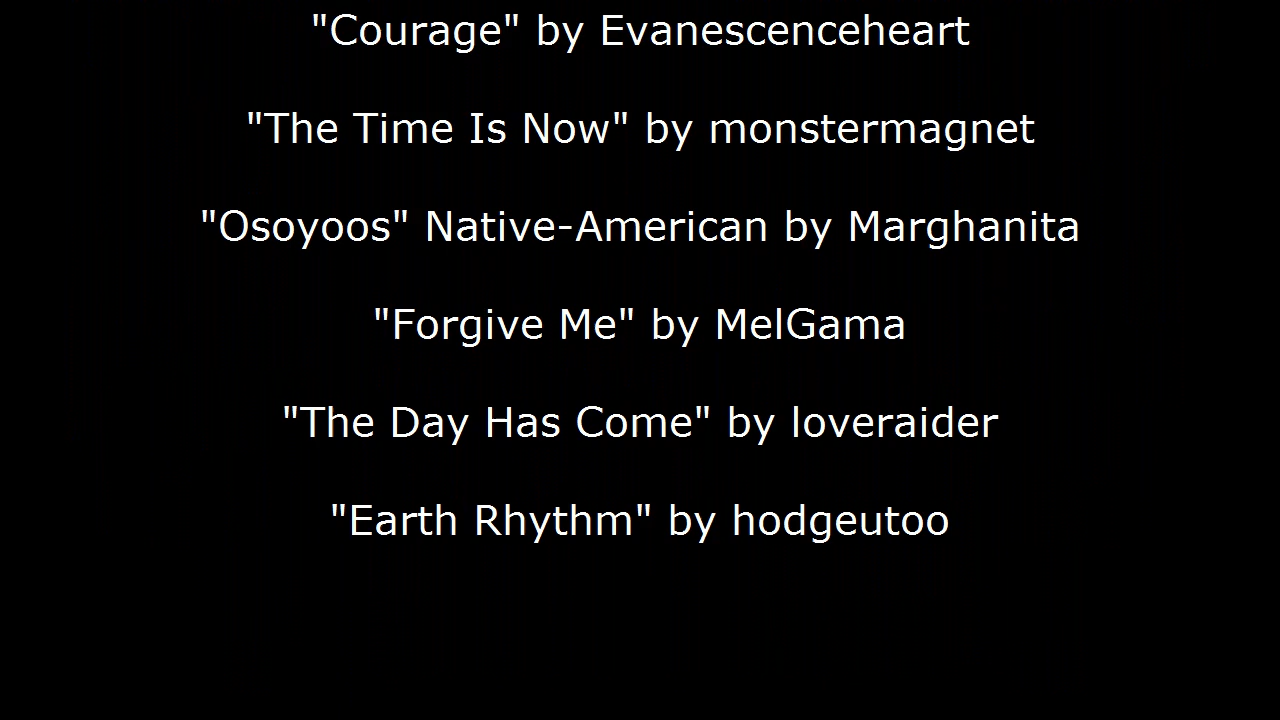 "Courage" by Evanescenceheart
"The Time Is Now" by monstermagnet
"Osoyoos" Native-American by Marghanita
"Forgive Me" by MelGama
"The Day Has Come" by loveraider
"Earth Rhythm" by hodgeutoo